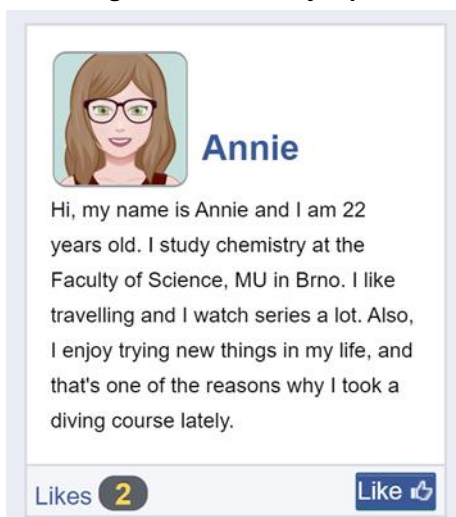 Annie
Hi, my name is Annie and I am 22
years old. I study chemistry at the
Faculty of Science, MU in Brno. I like
travelling and I watch series a lot. Also,
I enjoy trying new things in my life, and
that's one of the reasons why I took a
diving course lately.
Likes 2
Like